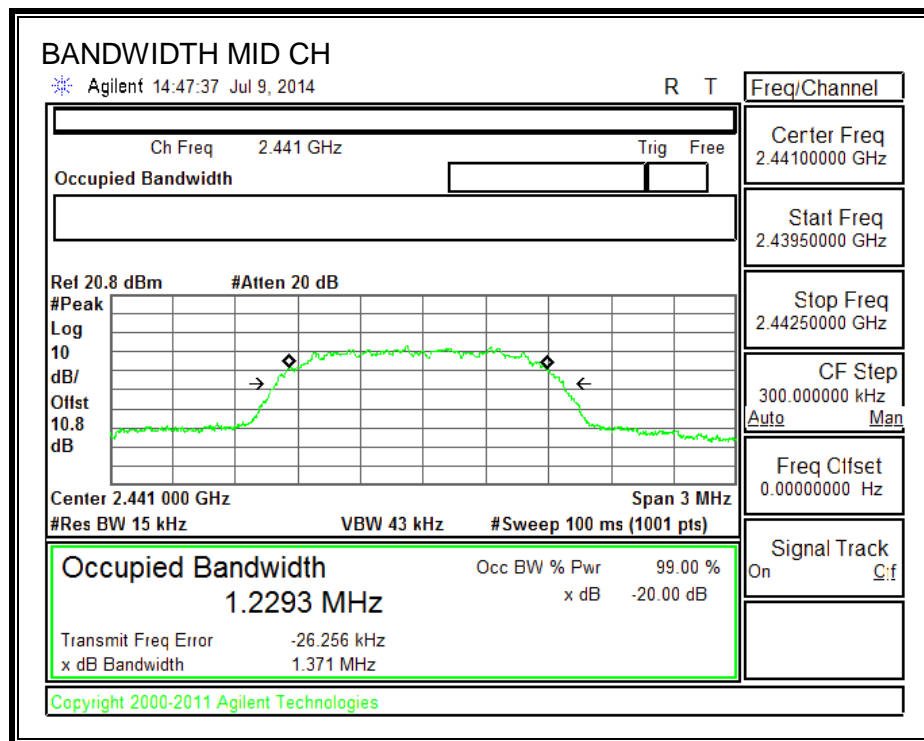 BANDWIDTH MID CH
Agilent 14:47:37 Jul 9, 2014 R T
Freq/Channel
Ch Freq 2.441 GHz Trig Free
Occupied Bandwidth
Center Freq
2.44100000 GHz
Start Freq
2.43950000 GHz
Stop Freq
2.44250000 GHz
CF Step
300.000000 kHz
Auto Man
Freq Offset
0.00000000 Hz
Signal Track
On Off
Ref 20.8 dBm #Atten 20 dB
#Peak
Log
10
dB/
Offst
10.8
dB
Center 2.441 000 GHz Span 3 MHz
#Res BW 15 kHz VBW 43 kHz #Sweep 100 ms (1001 pts)
Occupied Bandwidth Occ BW % Pwr 99.00 %
1.2293 MHz x dB -20.00 dB
Transmit Freq Error -26.256 kHz
x dB Bandwidth 1.371 MHz
Copyright 2000-2011 Agilent Technologies